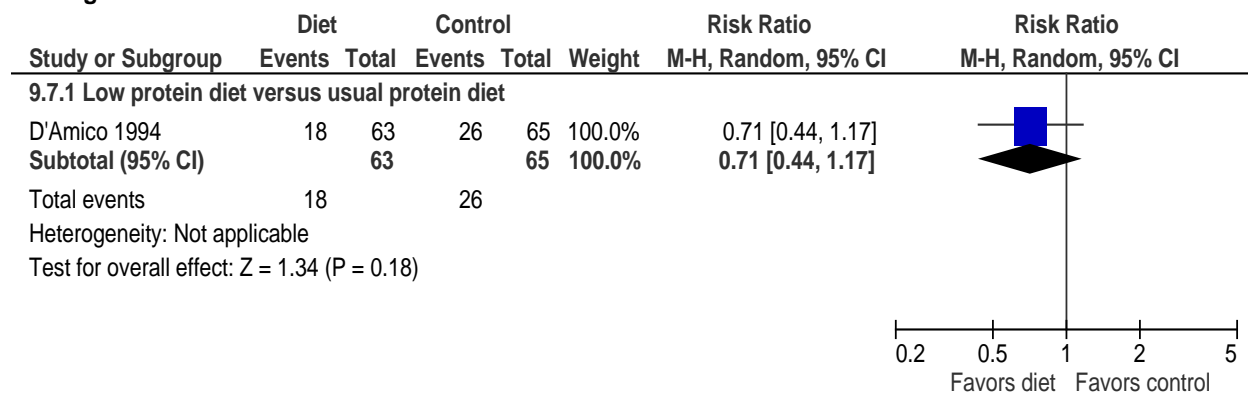 Diet Control Risk Ratio Risk Ratio
Study or Subgroup Events Total Events Total Weight M-H, Random, 95% CI M-H, Random, 95% CI
9.7.1 Low protein diet versus usual protein diet
D'Amico 1994 18 63 26 65 100.0% 0.71 [0.44, 1.17]
Subtotal (95% CI) 63 65 100.0% 0.71 [0.44, 1.17]
Total events 18 26
Heterogeneity: Not applicable
Test for overall effect: Z = 1.34 (P = 0.18)
0.2 0.5 1 2 5
Favors diet Favors control